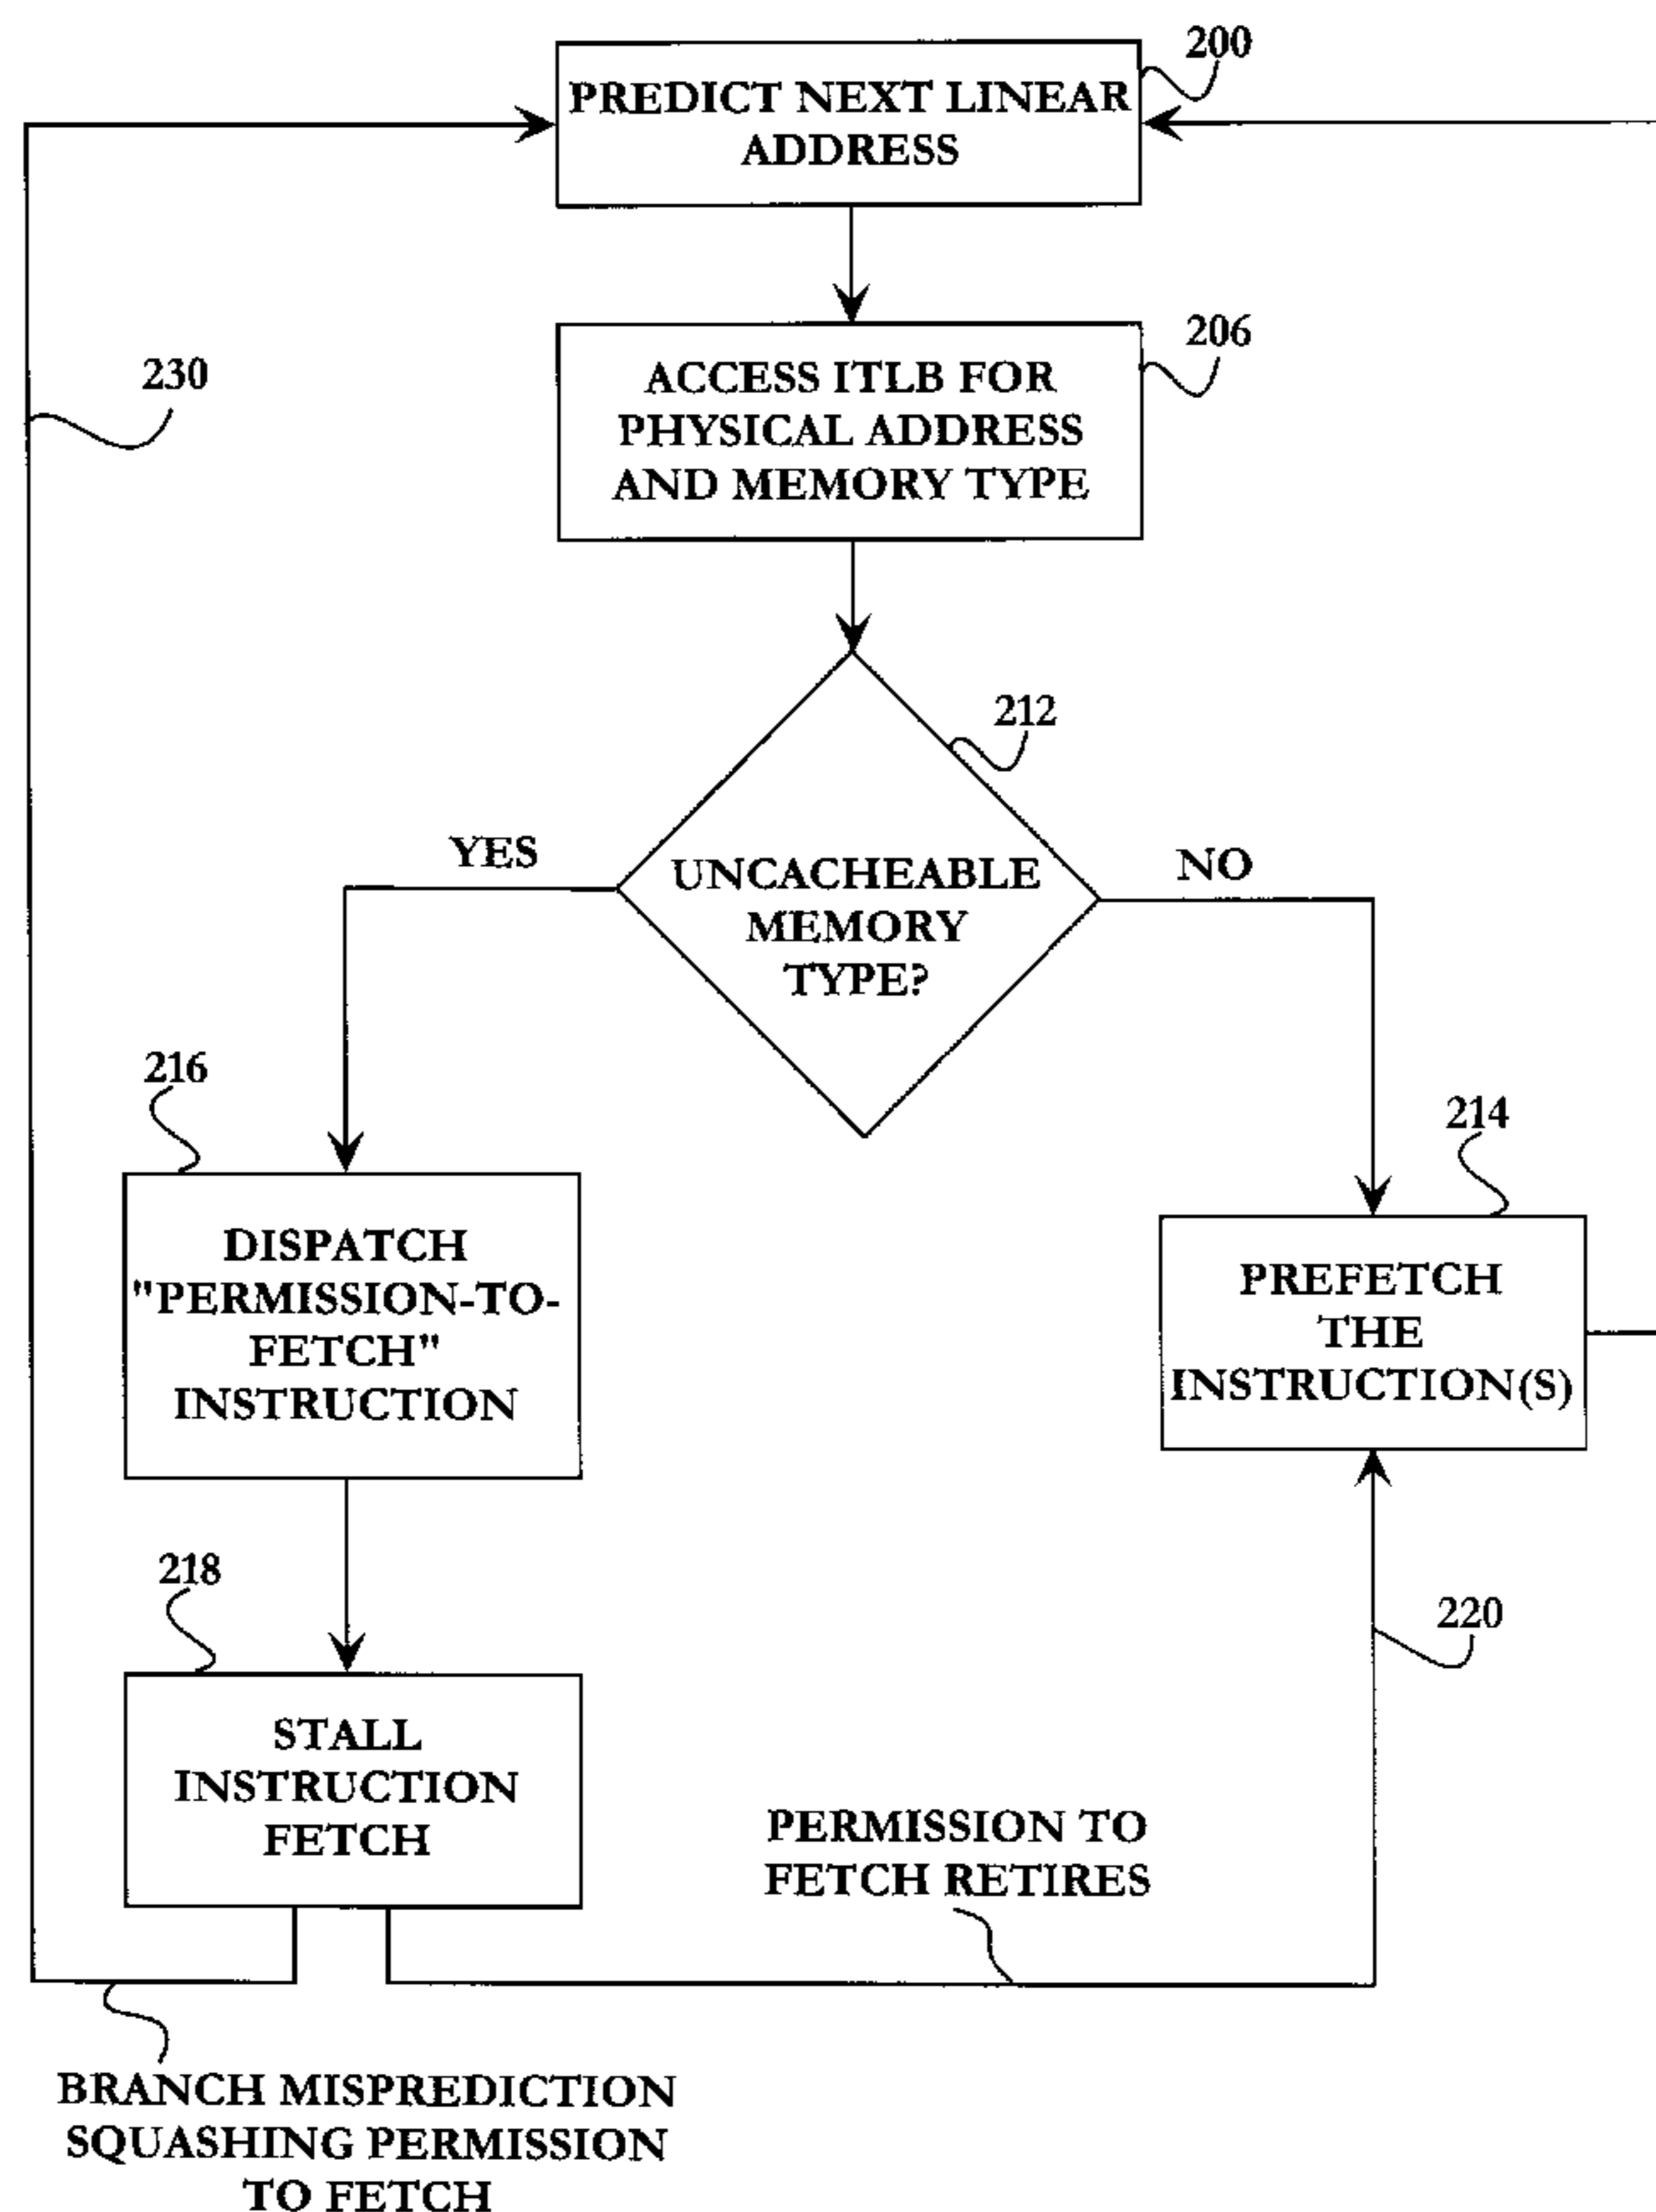 200
PREDICT NEXT LINEAR
ADDRESS
206
ACCESS ITLB FOR
PHYSICAL ADDRESS
AND MEMORY TYPE
230
212
YES
UNCACHEABLE
MEMORY
TYPE?
NO
216
DISPATCH
"PERMISSION-TO-
FETCH"
INSTRUCTION
214
PREFETCH
THE
INSTRUCTION(S)
218
STALL
INSTRUCTION
FETCH
220
PERMISSION TO
FETCH RETIRES
BRANCH MISPREDICTION
SQUASHING PERMISSION
TO FETCH